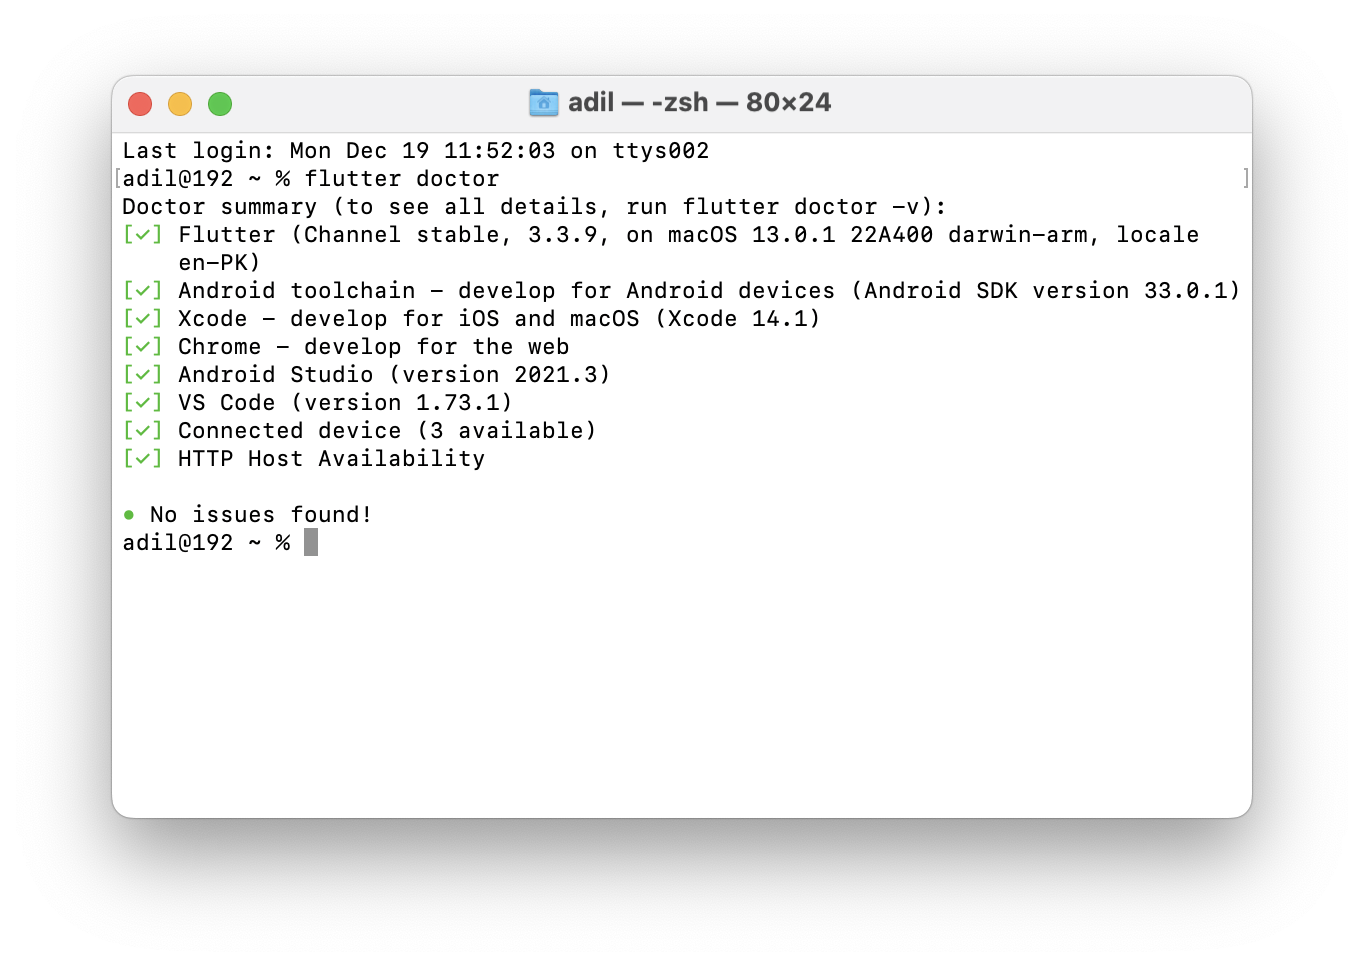 adil — -zsh — 80×24
Last login: Mon Dec 19 11:52:03 on ttys002
[adil@192 ~ % flutter doctor ]
Doctor summary (to see all details, run flutter doctor -v):
[✓] Flutter (Channel stable, 3.3.9, on macOS 13.0.1 22A400 darwin-arm, locale
en-PK)
[✓] Android toolchain - develop for Android devices (Android SDK version 33.0.1)
[✓] Xcode - develop for iOS and macOS (Xcode 14.1)
[✓] Chrome - develop for the web
[✓] Android Studio (version 2021.3)
[✓] VS Code (version 1.73.1)
[✓] Connected device (3 available)
[✓] HTTP Host Availability
• No issues found!
adil@192 ~ %